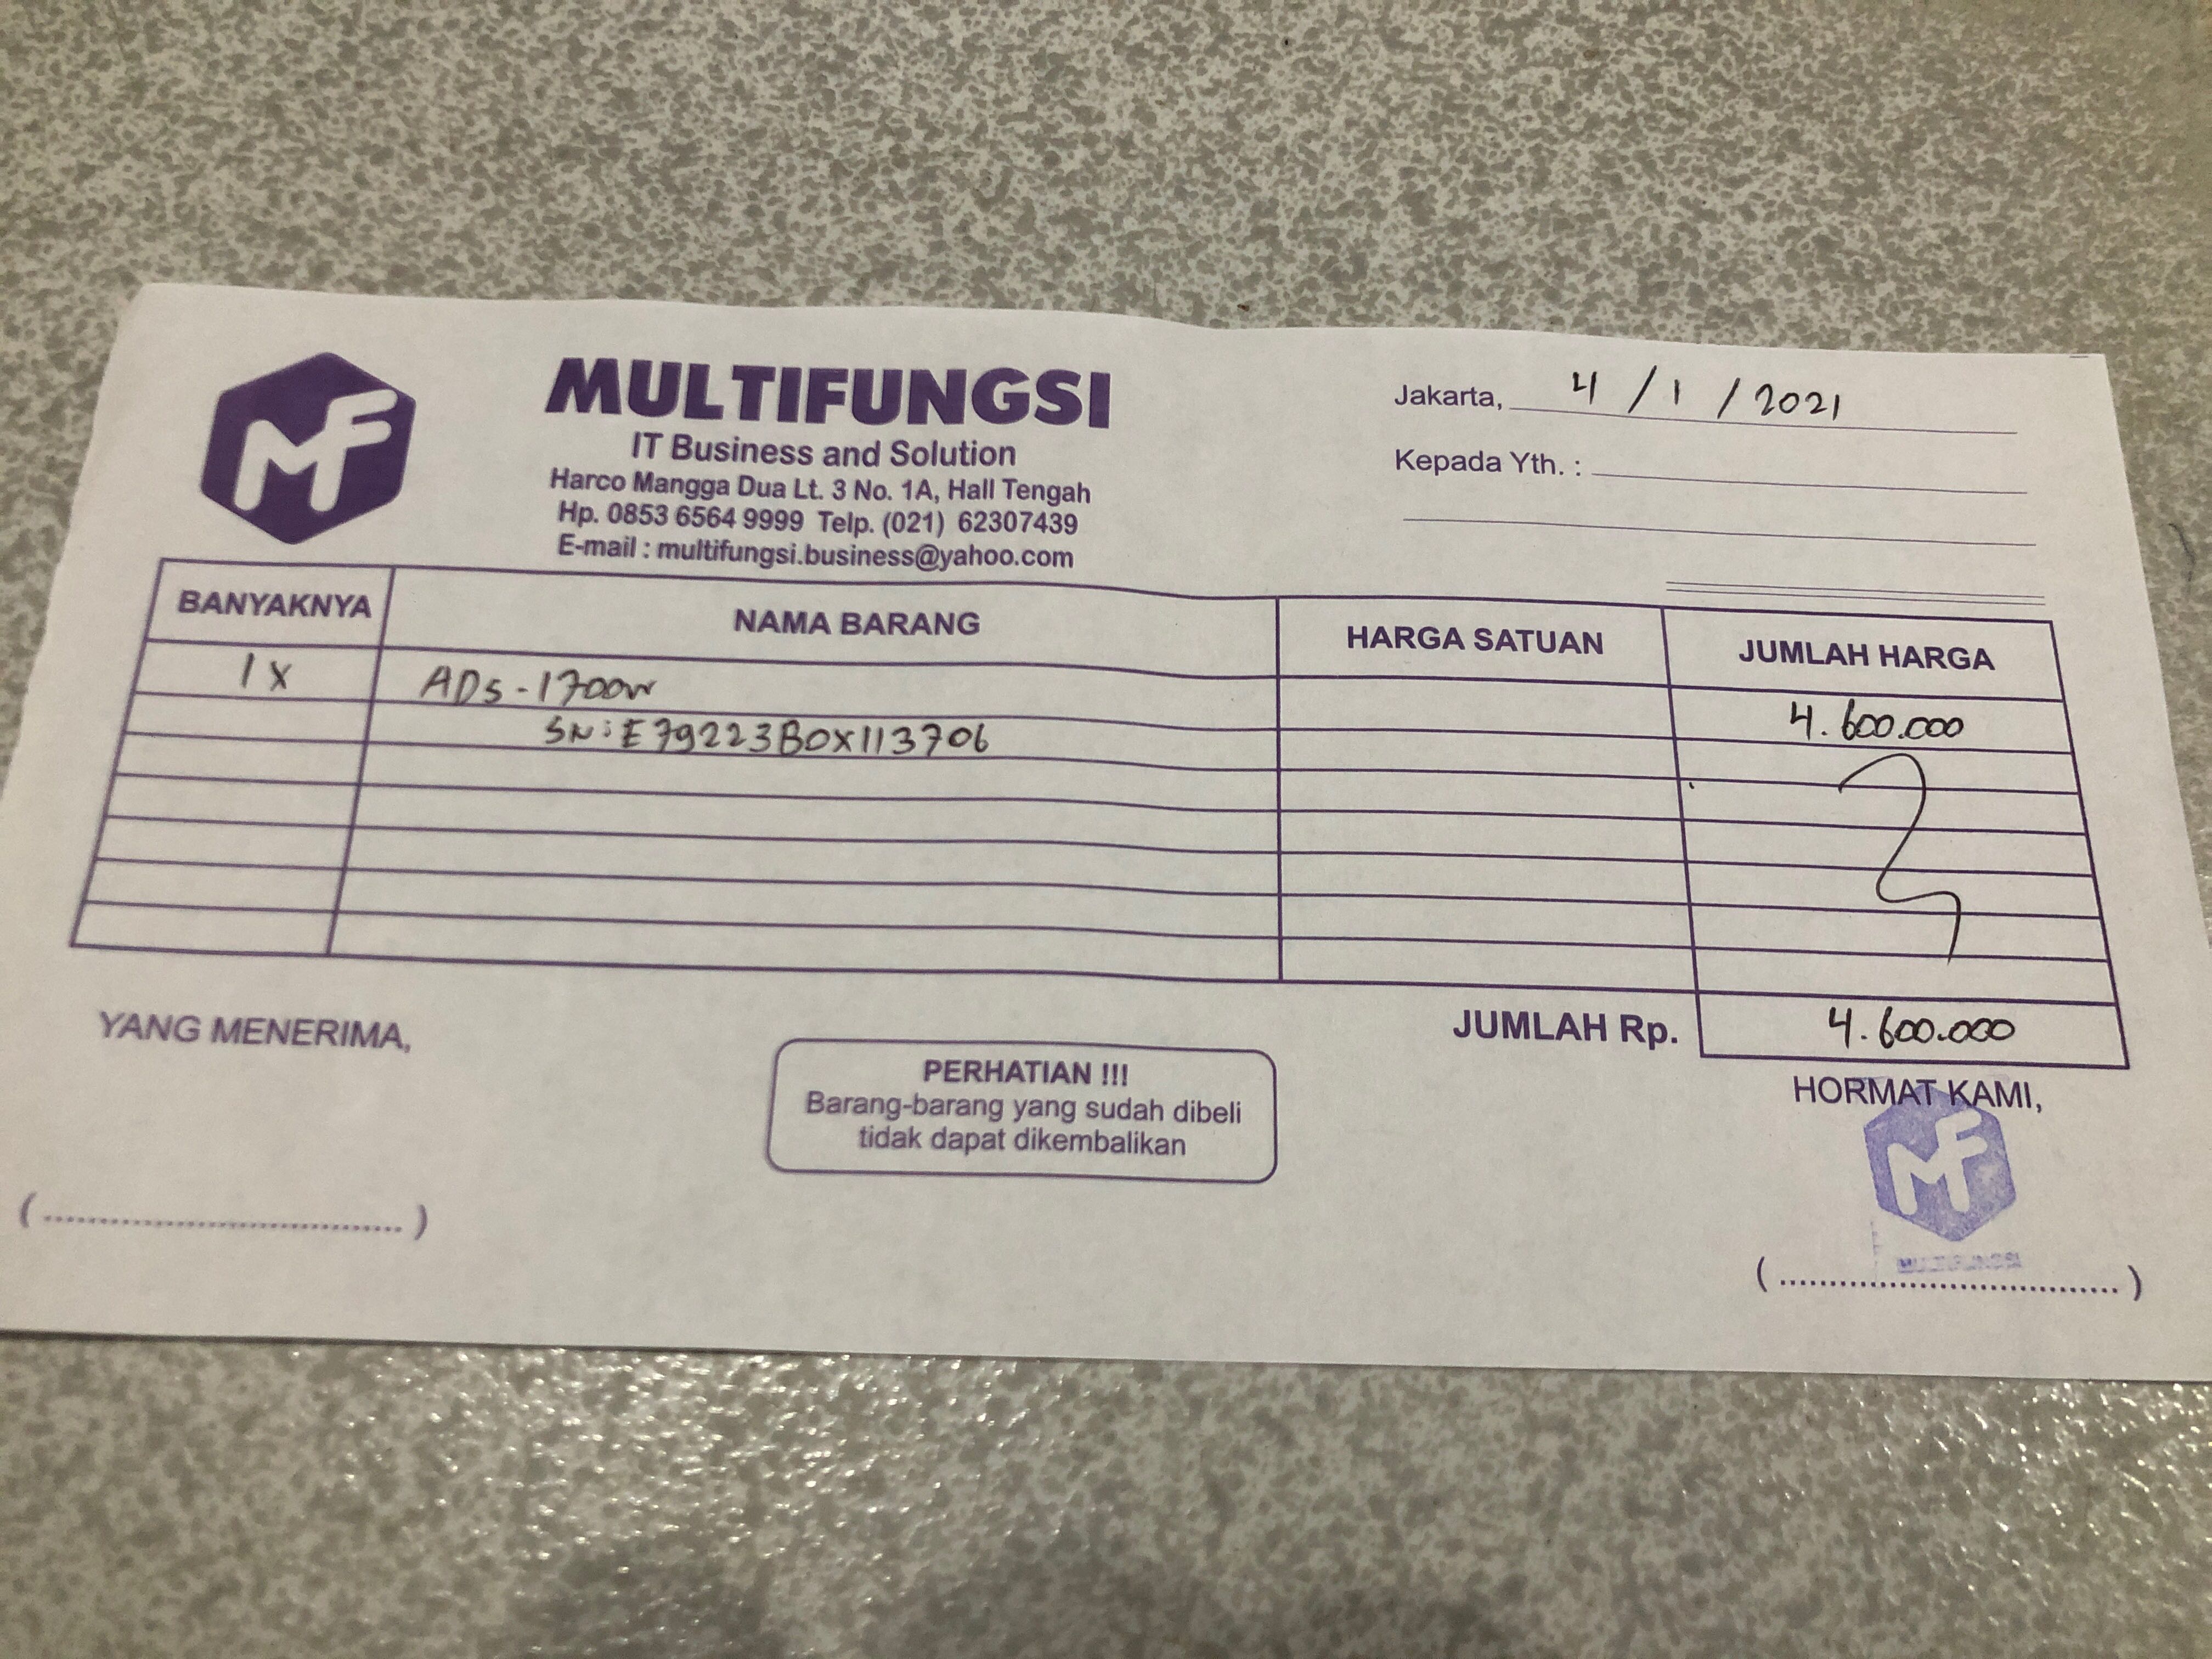 MF
MULTIFUNGSI
IT Business and Solution
Harco Mangga Dua Lt. 3 No. 1A, Hall Tengah
Hp. 0853 6564 9999 Telp. (021) 62307439
E-mail : multifungsi.business@yahoo.com
Jakarta, 4 / 1 / 2021
Kepada Yth. :
BANYAKNYA NAMA BARANG HARGA SATUAN JUMLAH HARGA
1X ADS-1700W 4.600.000
SN: E79223B0X113706
JUMLAH Rp. 4.600.000
YANG MENERIMA,
PERHATIAN !!!
Barang-barang yang sudah dibeli
tidak dapat dikembalikan
HORMAT KAMI,
MF
MULTIFUNGSI
(....................................)
(....................................)